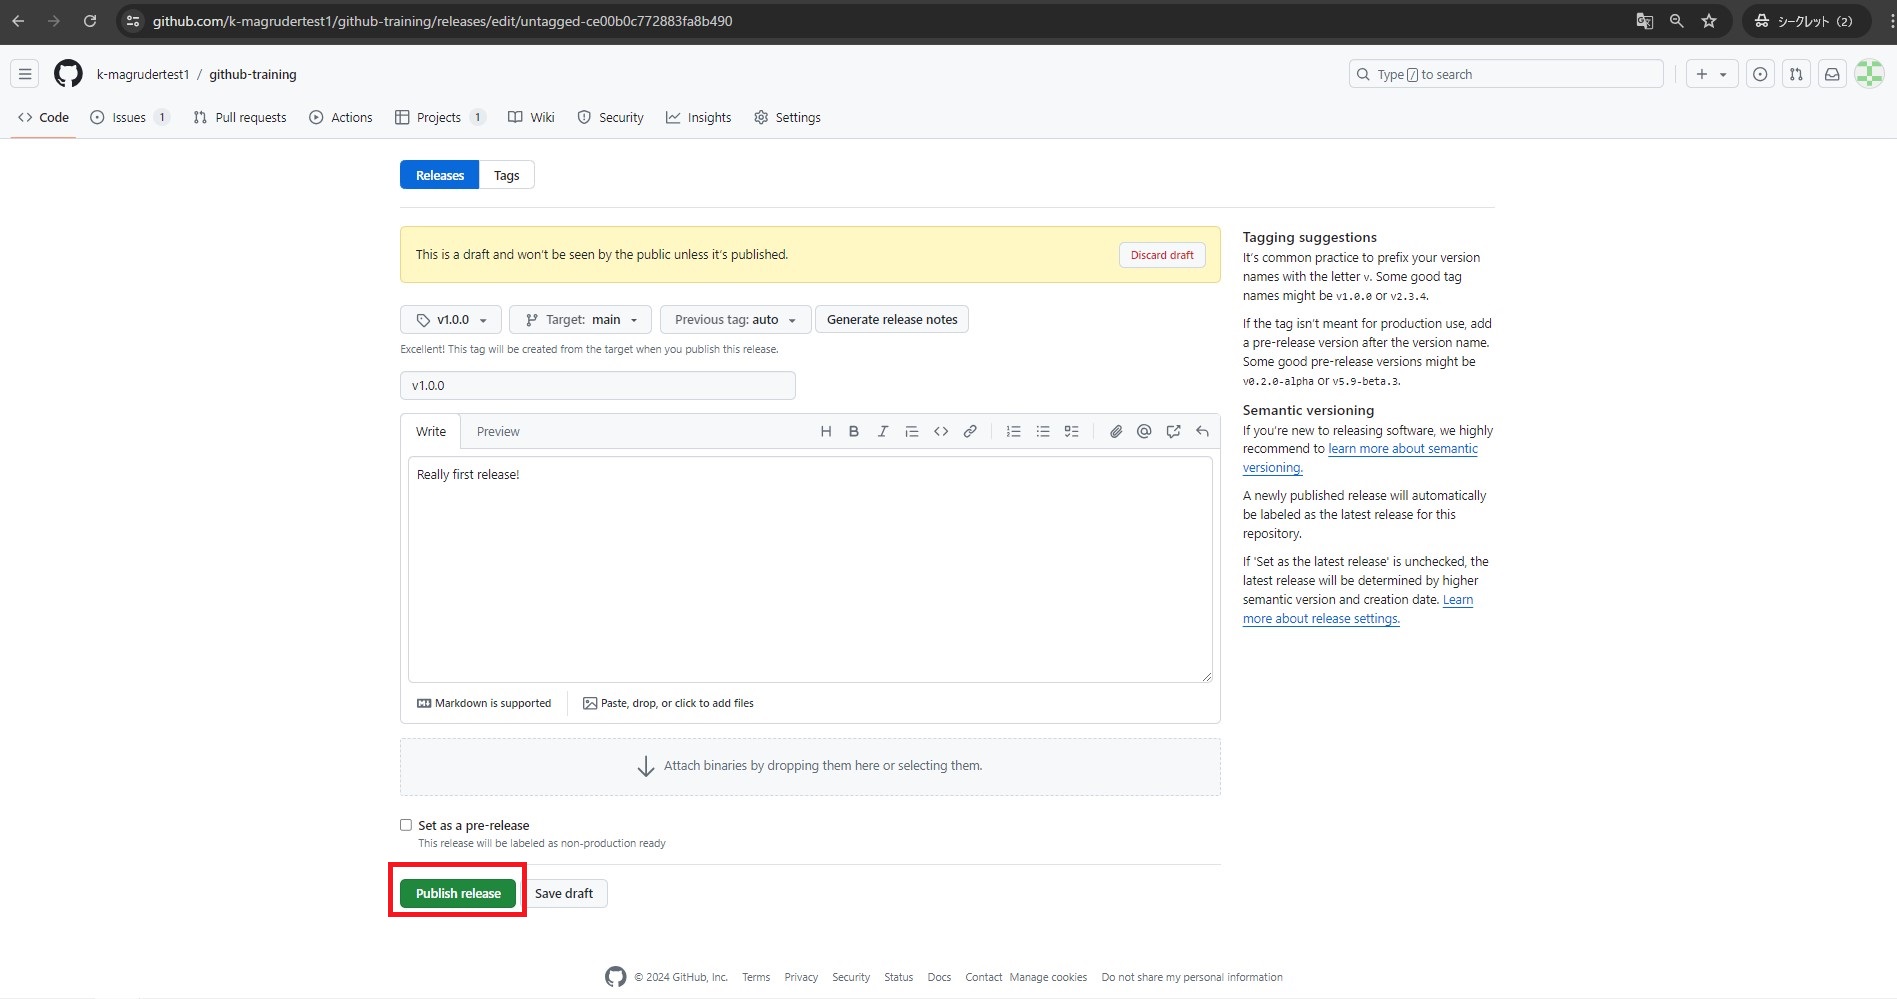 github.com/k-magrudertest1/github-training/releases/edit/untagged-ce00b0c772883fa8b490
シークレット (2)
k-magrudertest1 / github-training
Type / to search
Code
Issues 1
Pull requests
Actions
Projects 1
Wiki
Security
Insights
Settings
Releases
Tags
This is a draft and won't be seen by the public unless it's published.
Discard draft
v1.0.0
Target: main
Previous tag: auto
Generate release notes
Excellent! This tag will be created from the target when you publish this release.
v1.0.0
Write
Preview
Really first release!
Markdown is supported
Paste, drop, or click to add files
Attach binaries by dropping them here or selecting them.
Set as a pre-release
This release will be labeled as non-production ready
Publish release
Save draft
Tagging suggestions
It's common practice to prefix your version
names with the letter v. Some good tag
names might be v1.0.0 or v2.3.4.
If the tag isn't meant for production use, add
a pre-release version after the version name.
Some good pre-release versions might be
v0.2.0-alpha or v5.9-beta.3.
Semantic versioning
If you're new to releasing software, we highly
recommend to learn more about semantic
versioning.
A newly published release will automatically
be labeled as the latest release for this
repository.
If 'Set as the latest release' is unchecked, the
latest release will be determined by higher
semantic version and creation date. Learn
more about release settings.
© 2024 GitHub, Inc.
Terms
Privacy
Security
Status
Docs
Contact
Manage cookies
Do not share my personal information